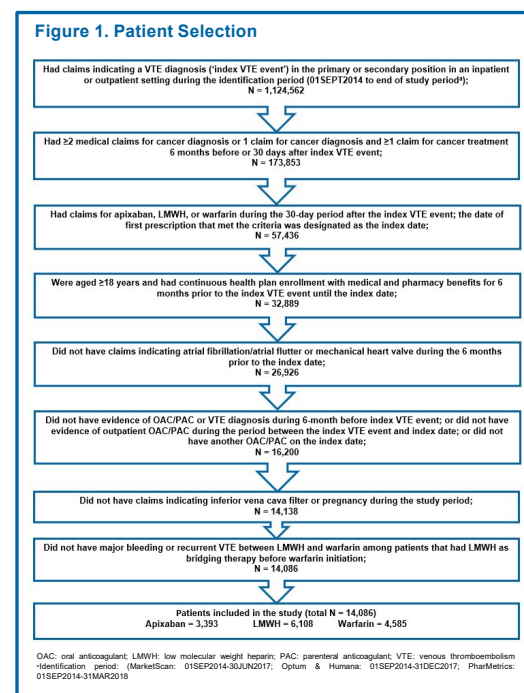 Figure 1. Patient Selection
Had claims indicating a VTE diagnosis (‘index VTE event’) in the primary or secondary position in an inpatient
or outpatient setting during the identification period (01SEPT2014 to end of study periodᵃ);
N = 1,124,562
Had ≥2 medical claims for cancer diagnosis or 1 claim for cancer diagnosis and ≥1 claim for cancer treatment
6 months before or 30 days after index VTE event;
N = 173,853
Had claims for apixaban, LMWH, or warfarin during the 30-day period after the index VTE event; the date of
first prescription that met the criteria was designated as the index date;
N = 57,436
Were aged ≥18 years and had continuous health plan enrollment with medical and pharmacy benefits for 6
months prior to the index VTE event until the index date;
N = 32,889
Did not have claims indicating atrial fibrillation/atrial flutter or mechanical heart valve during the 6 months
prior to the index date;
N = 26,926
Did not have evidence of OAC/PAC or VTE diagnosis during 6-month before index VTE event; or did not have
evidence of outpatient OAC/PAC during the period between the index VTE event and index date; or did not
have another OAC/PAC on the index date;
N = 16,200
Did not have claims indicating inferior vena cava filter or pregnancy during the study period;
N = 14,138
Did not have major bleeding or recurrent VTE between LMWH and warfarin among patients that had LMWH as
bridging therapy before warfarin initiation;
N = 14,086
Patients included in the study (total N = 14,086)
Apixaban = 3,393 LMWH = 6,108 Warfarin = 4,585
OAC: oral anticoagulant; LMWH: low molecular weight heparin; PAC: parenteral anticoagulant; VTE: venous thromboembolism
ᵃIdentification period: (MarketScan: 01SEP2014-30JUN2017; Optum & Humana: 01SEP2014-31DEC2017; PharMetrics:
01SEP2014-31MAR2018